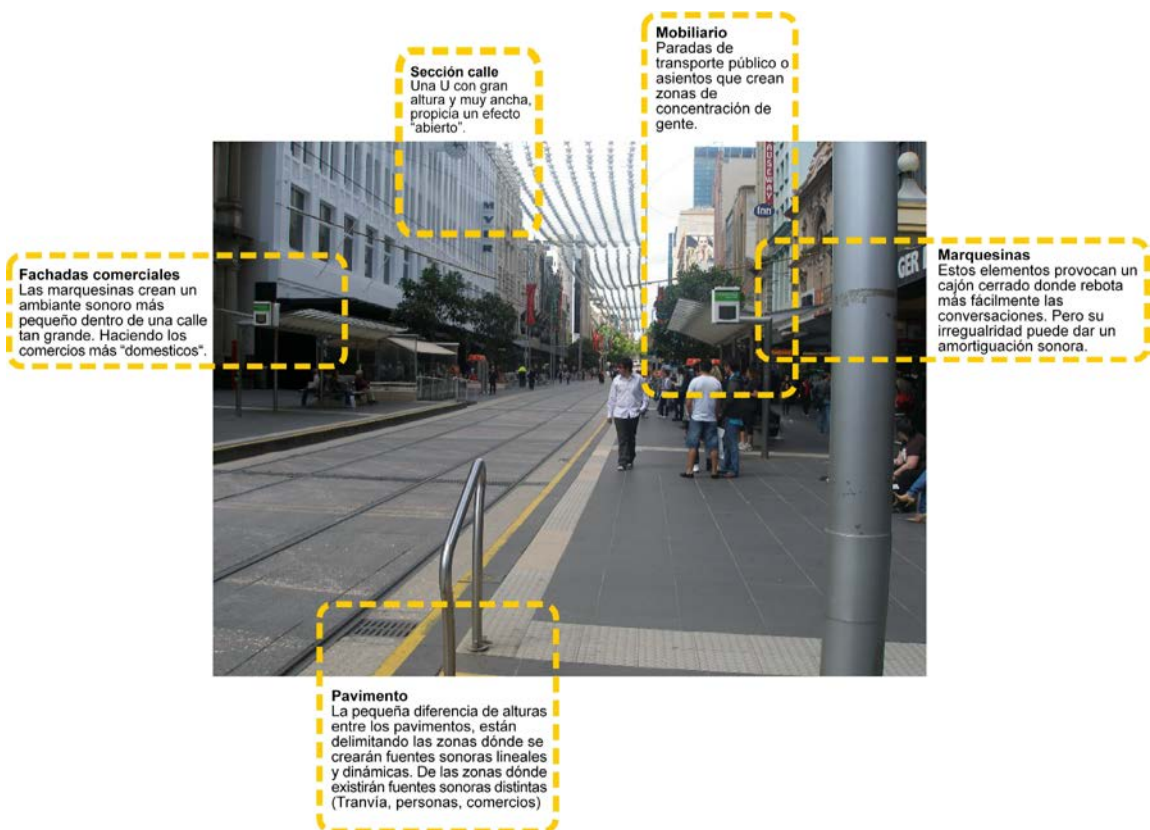 Mobiliario
Paradas de
transporte público o
asientos que crean
zonas de
concentración de
gente.
Sección calle
Una U con gran
altura y muy ancha,
propicia un efecto
“abierto”.
MYER
AUSEWAY
Inn
Fachadas comerciales
Las marquesinas crean un
ambiante sonoro más
pequeño dentro de una calle
tan grande. Haciendo los
comercios más “domesticos“.
Marquesinas
Estos elementos provocan un
cajón cerrado donde rebota
más fácilmente las
conversaciones. Pero su
irregualridad puede dar un
amortiguación sonora.
GER
Pavimento
La pequeña diferencia de alturas
entre los pavimentos, están
delimitando las zonas dónde se
crearán fuentes sonoras lineales
y dinámicas. De las zonas dónde
existirán fuentes sonoras distintas
(Tranvía, personas, comercios)